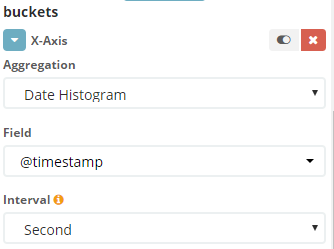 buckets
X-Axis
Aggregation
Date Histogram
Field
@timestamp
Interval
Second